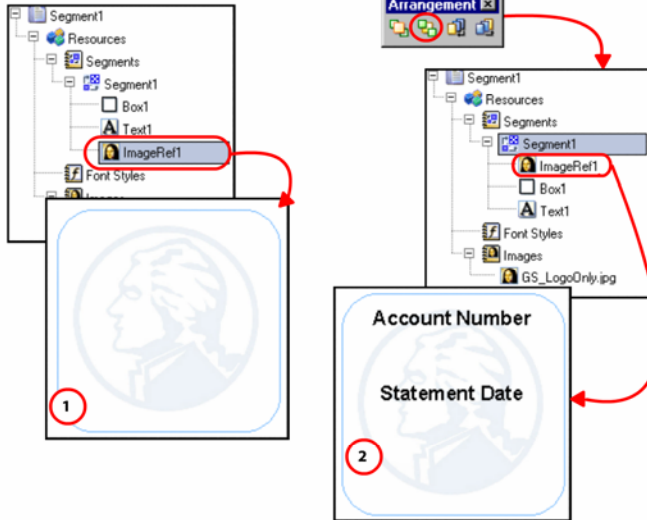 Segment1
Resources
Segments
Segment1
Box1
Text1
ImageRef1
Font Styles
Images
1
Arrangement
Segment1
Resources
Segments
Segment1
ImageRef1
Box1
Text1
Font Styles
Images
GS_LogoOnly.jpg
Account Number
Statement Date
2